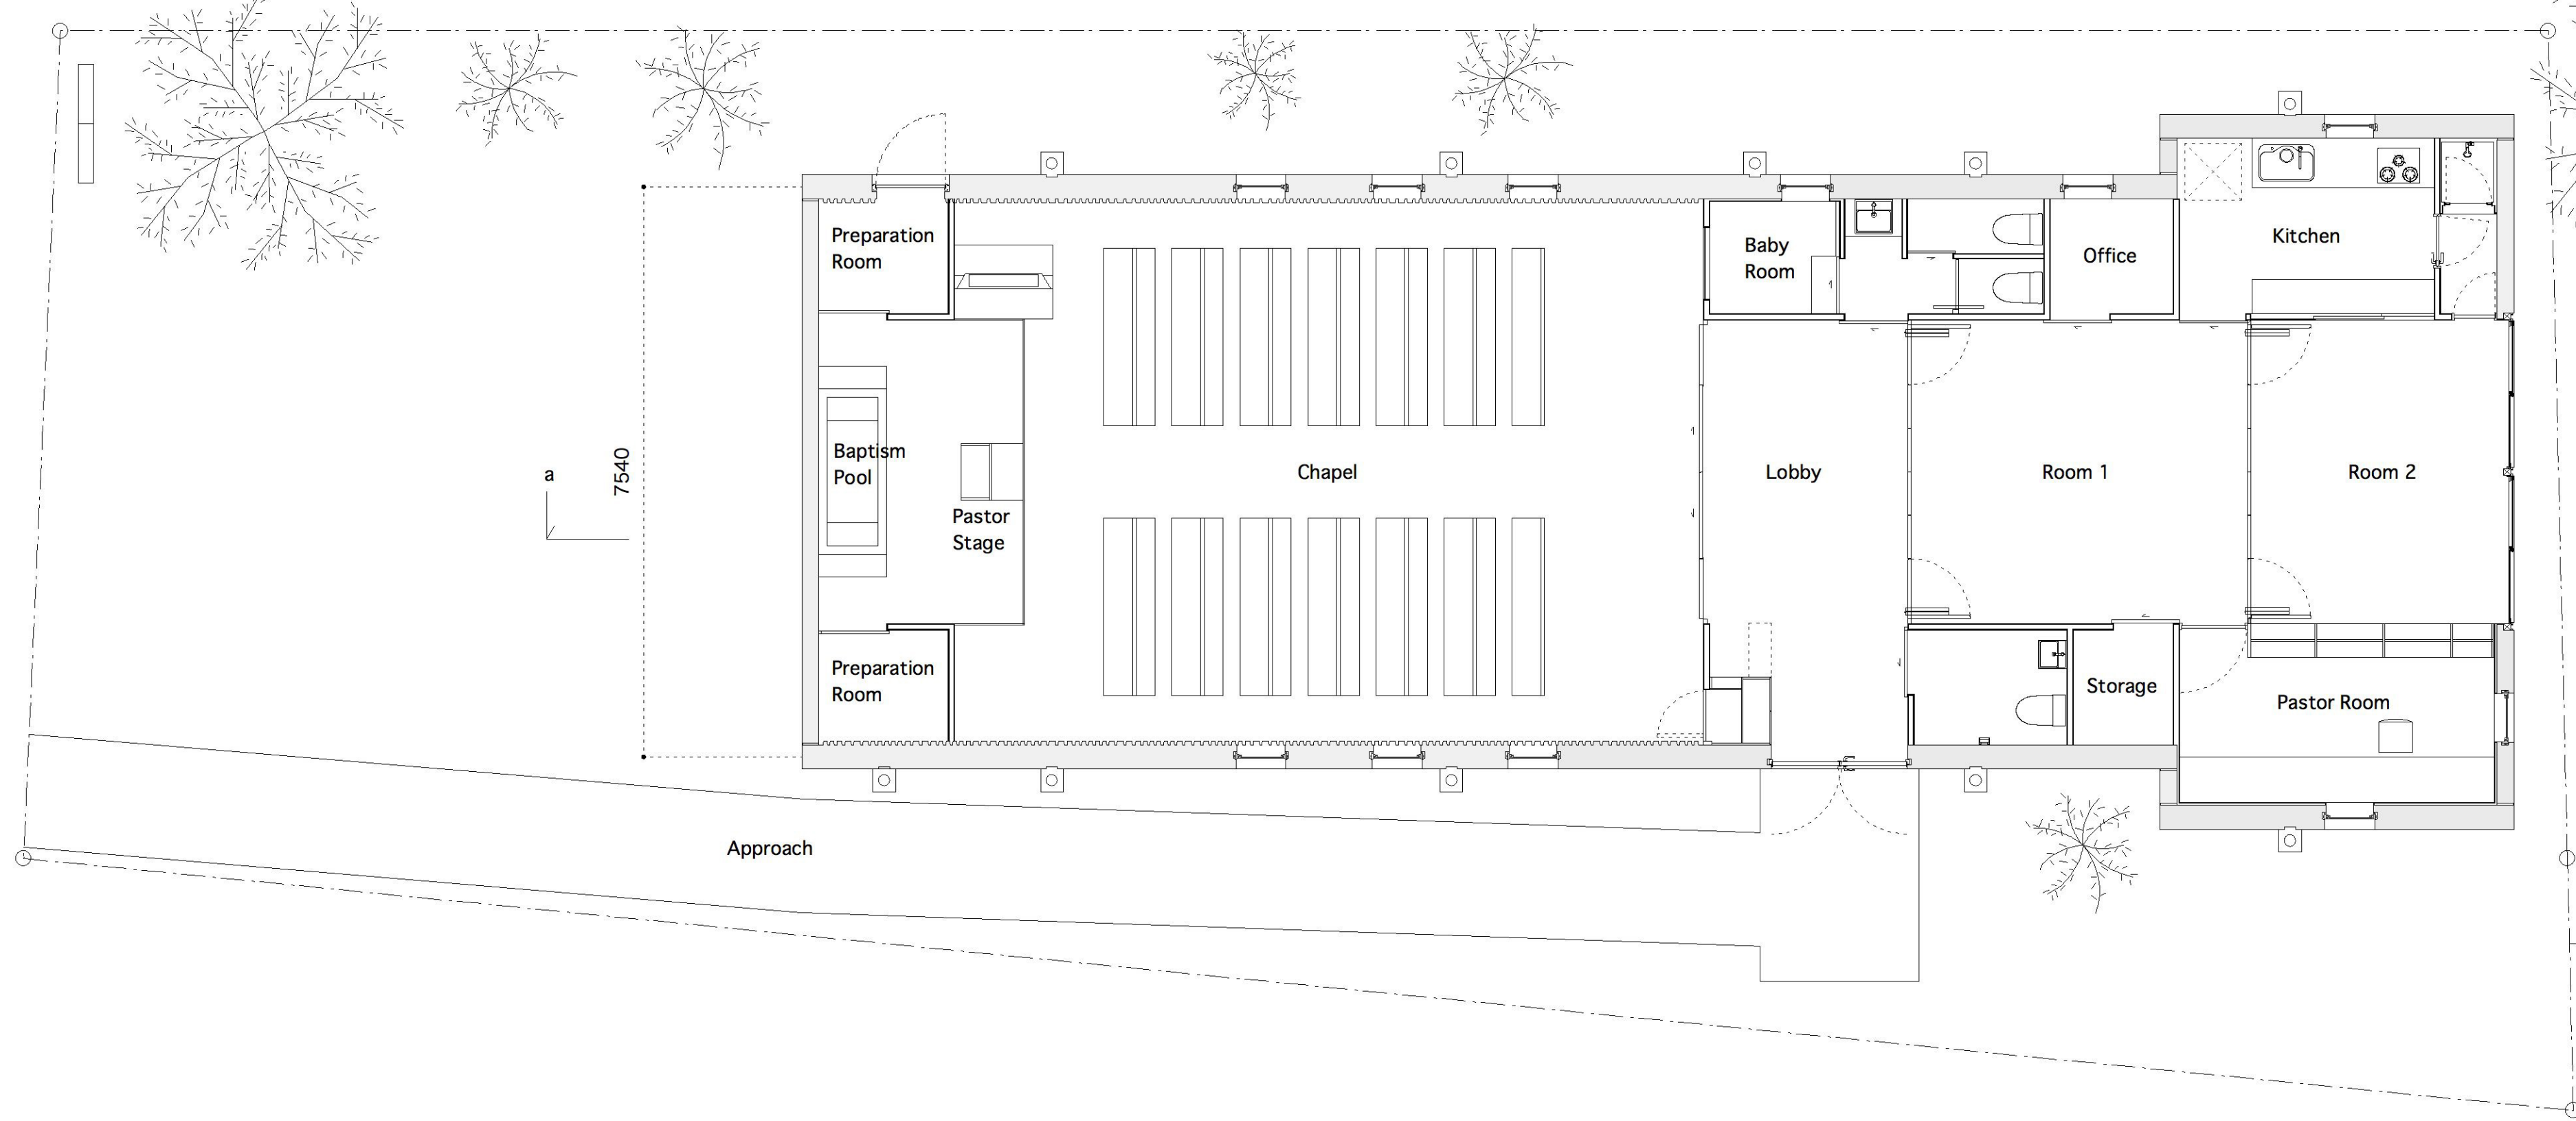 Preparation
Room
Baby
Room
Office
Kitchen
a
7540
Baptism
Pool
Pastor
Stage
Chapel
Lobby
Room 1
Room 2
Preparation
Room
Storage
Pastor Room
Approach